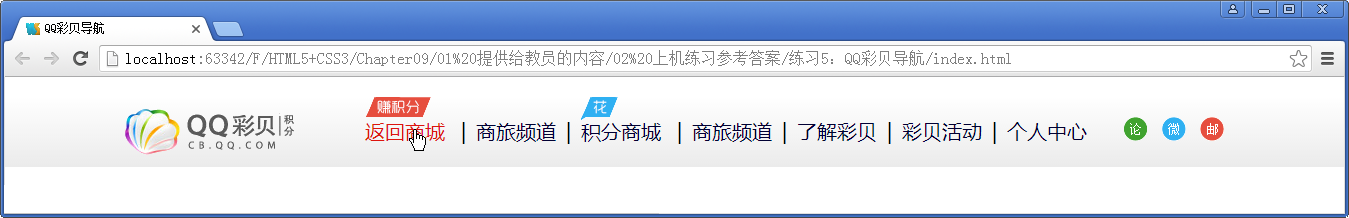 QQ彩贝导航
localhost:63342/F/HTML5+CSS3/Chapter09/01%20提供给教员的内容/02%20上机练习参考答案/练习5：QQ彩贝导航/index.html
赚积分 花
QQ彩贝|积分
CB.QQ.COM
返回商城 | 商旅频道 | 积分商城 | 商旅频道 | 了解彩贝 | 彩贝活动 | 个人中心 论 微 邮